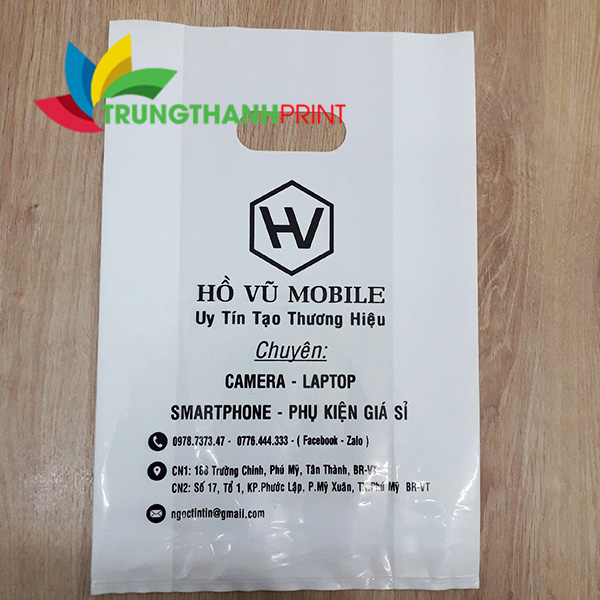 TRUNGTHANHPRINT
HV
HỒ VŨ MOBILE
Uy Tín Tạo Thương Hiệu
Chuyên:
CAMERA - LAPTOP
SMARTPHONE - PHỤ KIỆN GIÁ SỈ
0978.7373.47 - 0776.444.333 - ( Facebook - Zalo )
CN1: 168 Trường Chinh, Phú Mỹ, Tân Thành, BR-VT
CN2: Số 17, Tổ 1, KP.Phước Lập, P.Mỹ Xuân, TX.Phú Mỹ BR-VT
ngoctintin@gmail.com